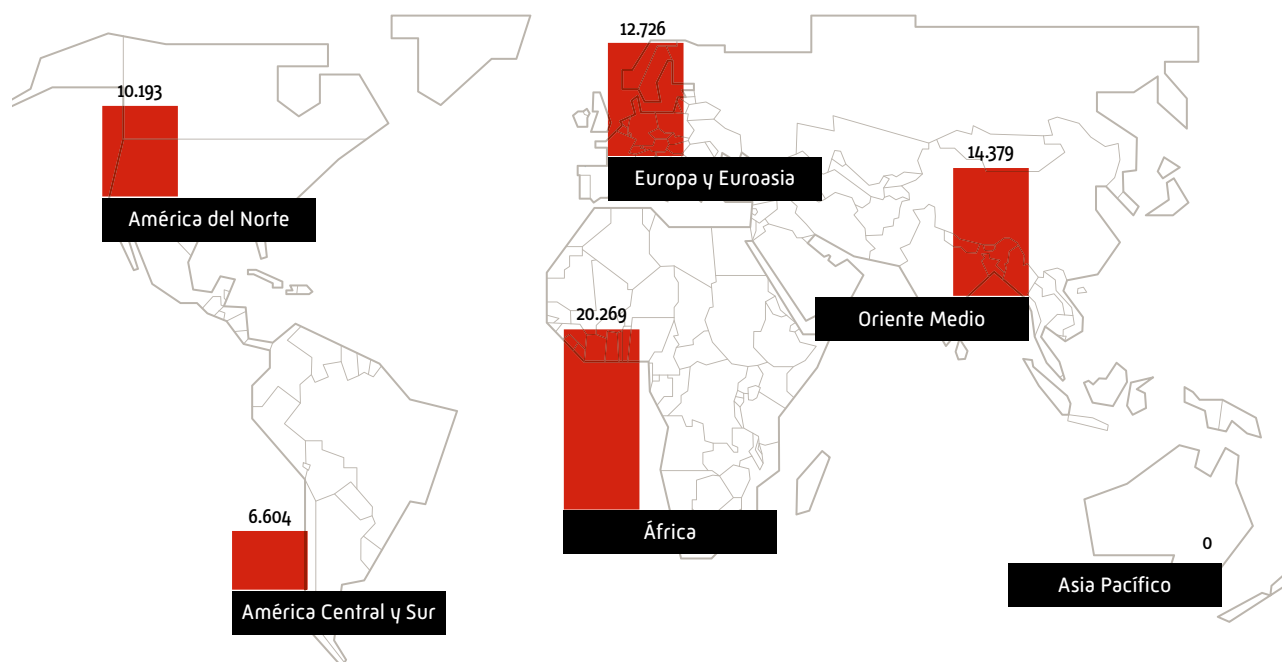 12.726
10.193
14.379
Europa y Euroasia
América del Norte
Oriente Medio
20.269
6.604
África
0
Asia Pacífico
América Central y Sur